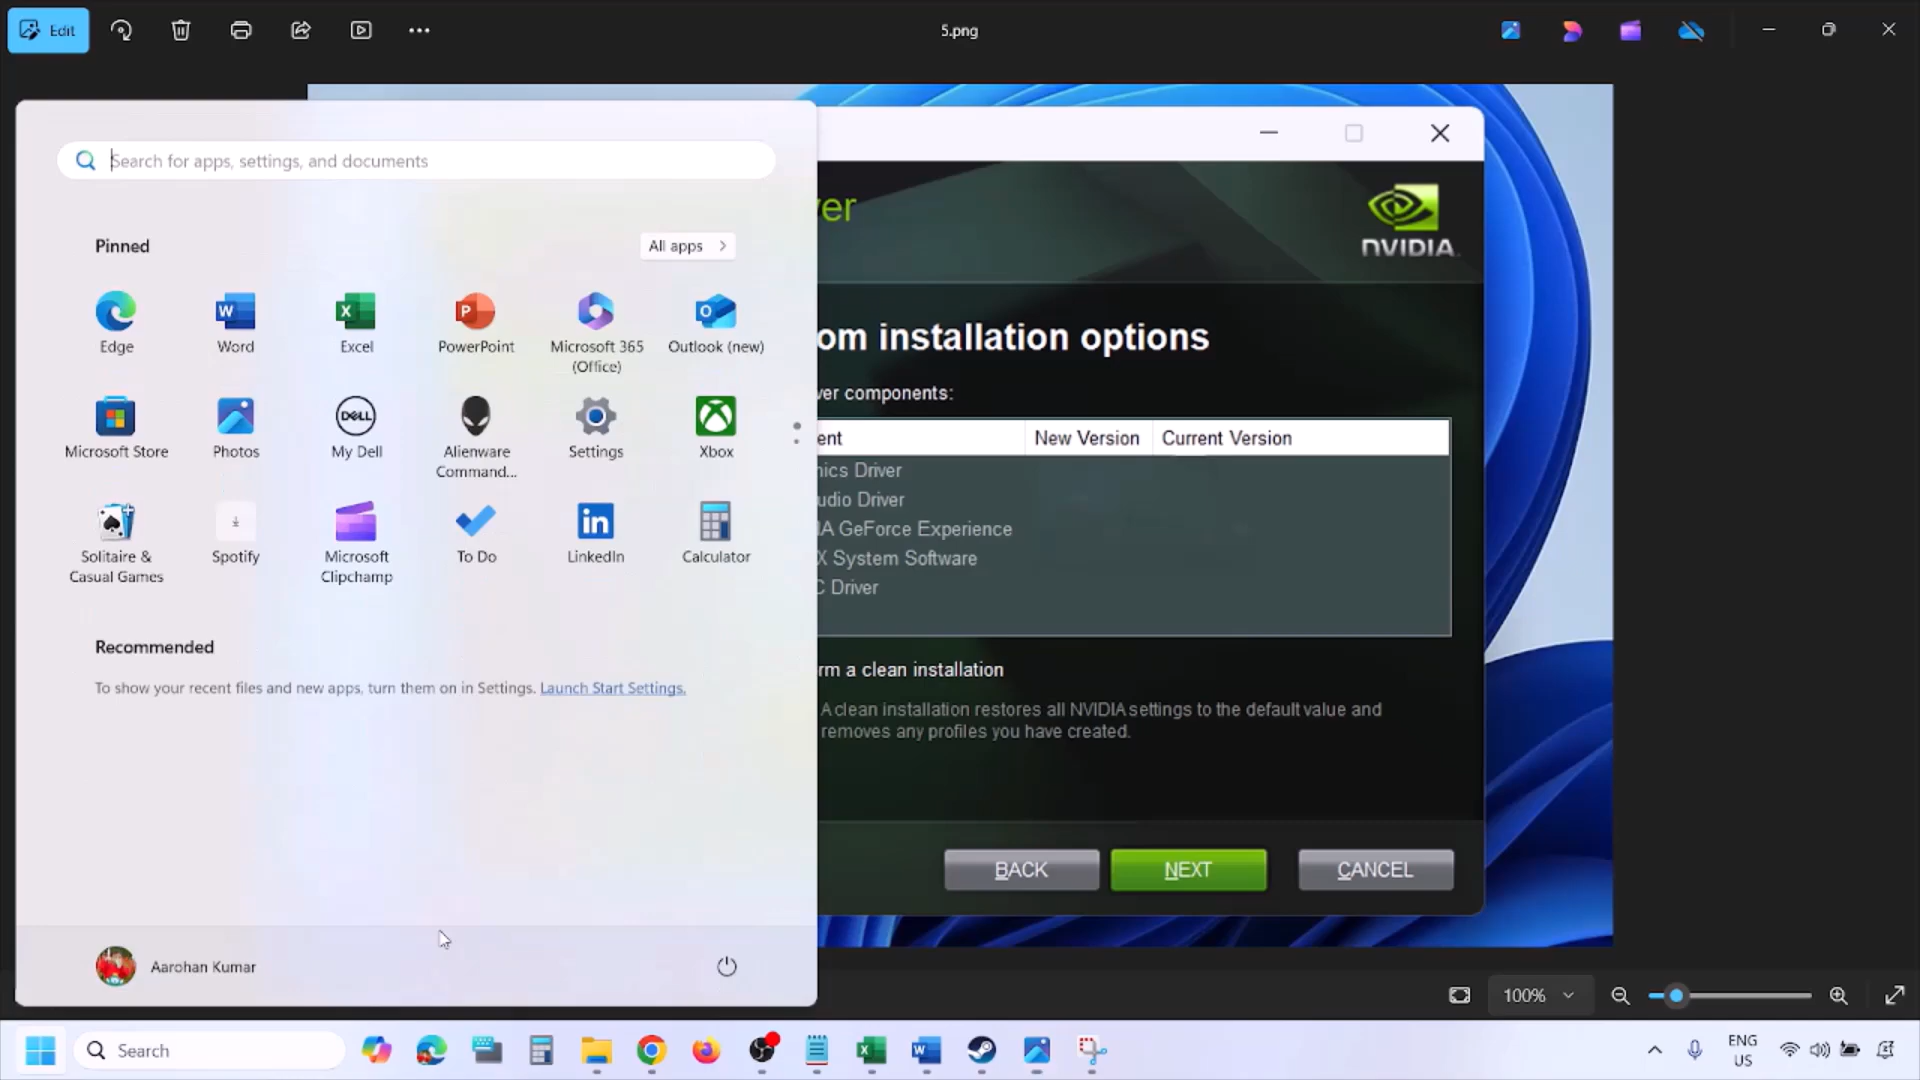 Edit
5.png
Search for apps, settings, and documents
Pinned
All apps
Edge
Word
Excel
PowerPoint
Microsoft 365
(Office)
Outlook (new)
Microsoft Store
Photos
DELL
My Dell
Alienware
Command...
Settings
Xbox
Solitaire &
Casual Games
Spotify
Microsoft
Clipchamp
To Do
LinkedIn
Calculator
Recommended
To show your recent files and new apps, turn them on in Settings. Launch Start Settings.
Aarohan Kumar
ver
NVIDIA
om installation options
ver components:
ent
New Version
Current Version
nics Driver
udio Driver
IA GeForce Experience
X System Software
C Driver
rm a clean installation
A clean installation restores all NVIDIA settings to the default value and
removes any profiles you have created.
BACK
NEXT
CANCEL
100%
Search
ENG
US